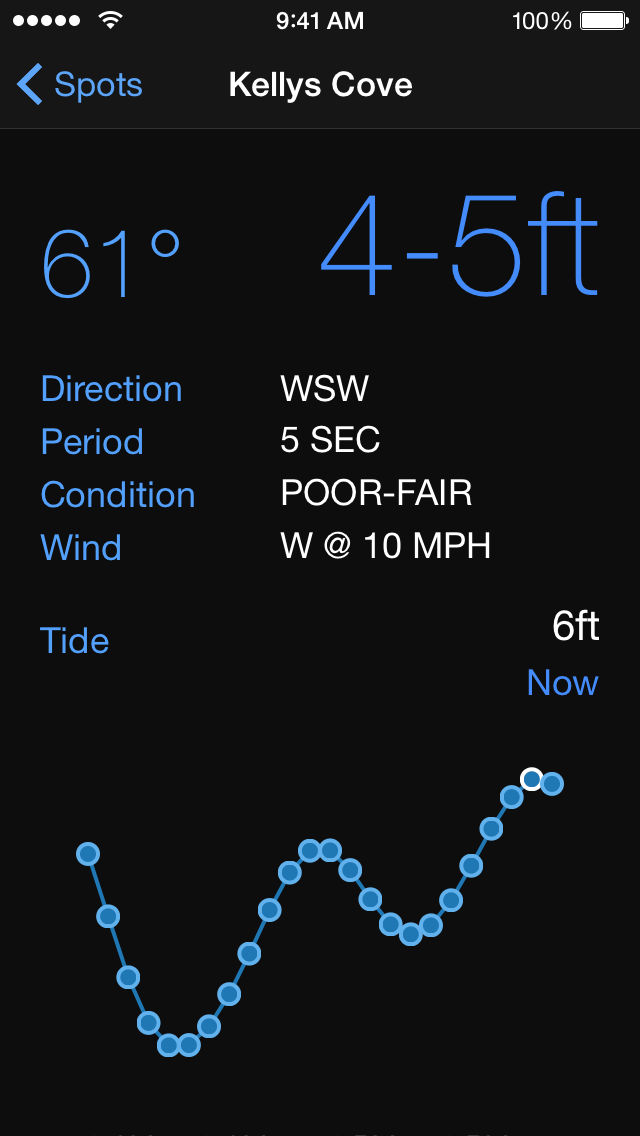 9:41 AM 100%
Spots Kellys Cove
61° 4-5ft
Direction WSW
Period 5 SEC
Condition POOR-FAIR
Wind W @ 10 MPH
6ft
Tide
Now